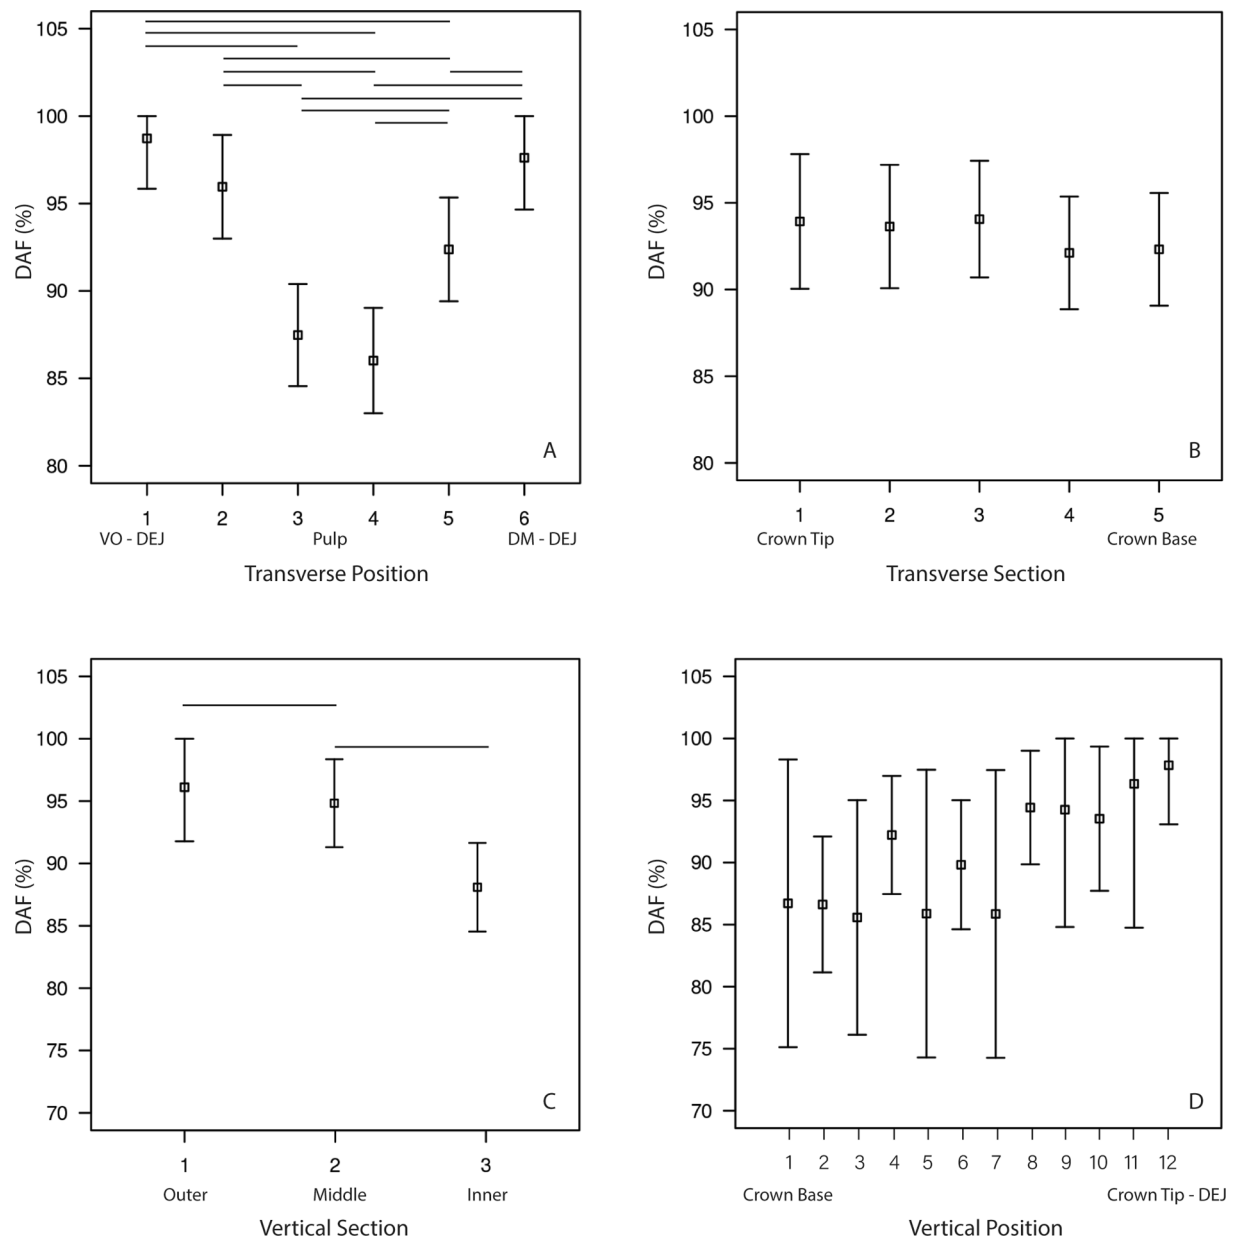 105
100
95
90
85
80
DAF (%)
A
1 2 3 4 5 6
VO - DEJ Pulp DM - DEJ
Transverse Position
105
100
95
90
85
80
DAF (%)
B
1 2 3 4 5
Crown Tip Crown Base
Transverse Section
105
100
95
90
85
80
75
70
DAF (%)
C
1 2 3
Outer Middle Inner
Vertical Section
105
100
95
90
85
80
75
70
DAF (%)
D
1 2 3 4 5 6 7 8 9 10 11 12
Crown Base Crown Tip - DEJ
Vertical Position